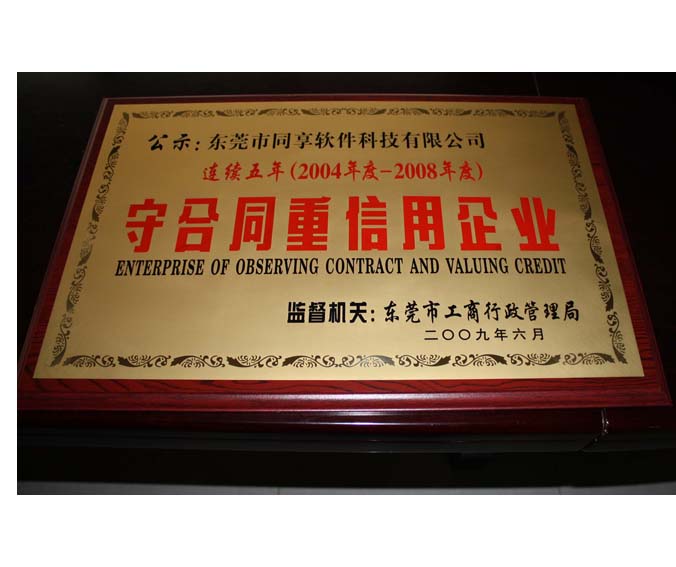 公示：东莞市同享软件科技有限公司
连续五年(2004年度-2008年度)
守合同重信用企业
ENTERPRISE OF OBSERVING CONTRACT AND VALUING CREDIT
监督机关：东莞市工商行政管理局
二〇〇九年六月